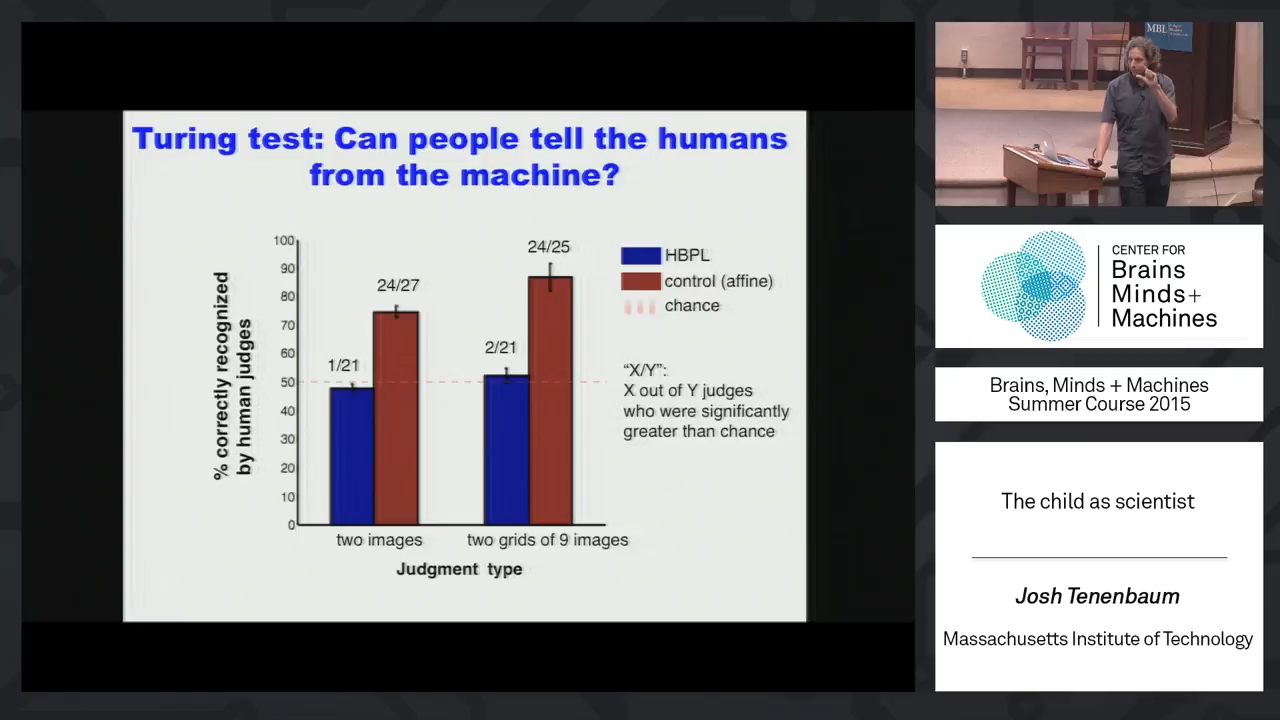 Turing test: Can people tell the humans
from the machine?
% correctly recognized
by human judges
100
90
80
70
60
50
40
30
20
10
0
1/21
24/27
2/21
24/25
two images
two grids of 9 images
Judgment type
HBPL
control (affine)
chance
“X/Y”:
X out of Y judges
who were significantly
greater than chance
MBL
CENTER FOR
Brains
Minds+
Machines
Brains, Minds + Machines
Summer Course 2015
The child as scientist
Josh Tenenbaum
Massachusetts Institute of Technology